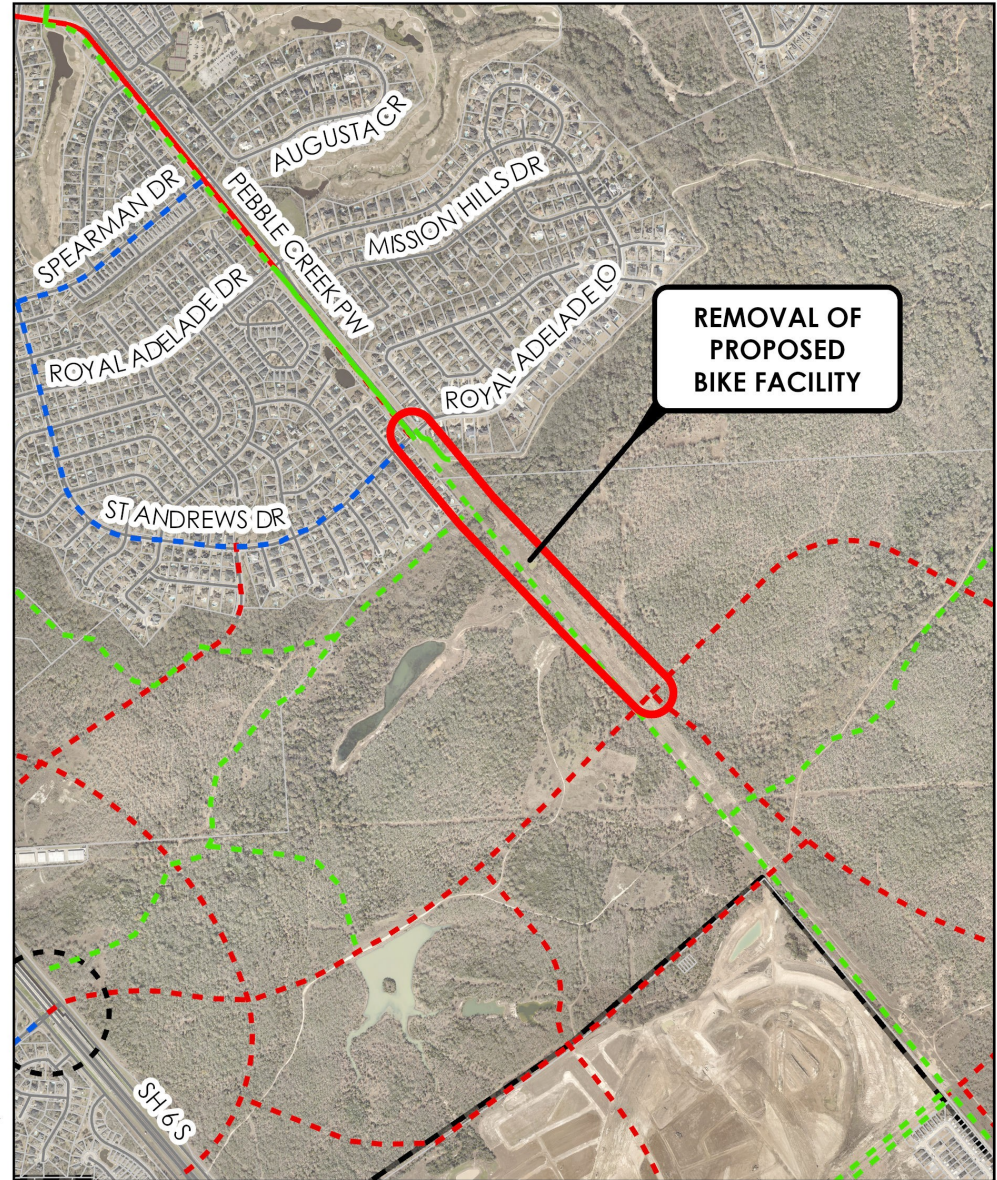 AUGUSTA CR
SPEARMAN DR
PEBBLE CREEK PW
MISSION HILLS DR
ROYAL ADELADE DR
ROYAL ADELADE LO
REMOVAL OF
PROPOSED
BIKE FACILITY
ST ANDREWS DR
SH 6 S